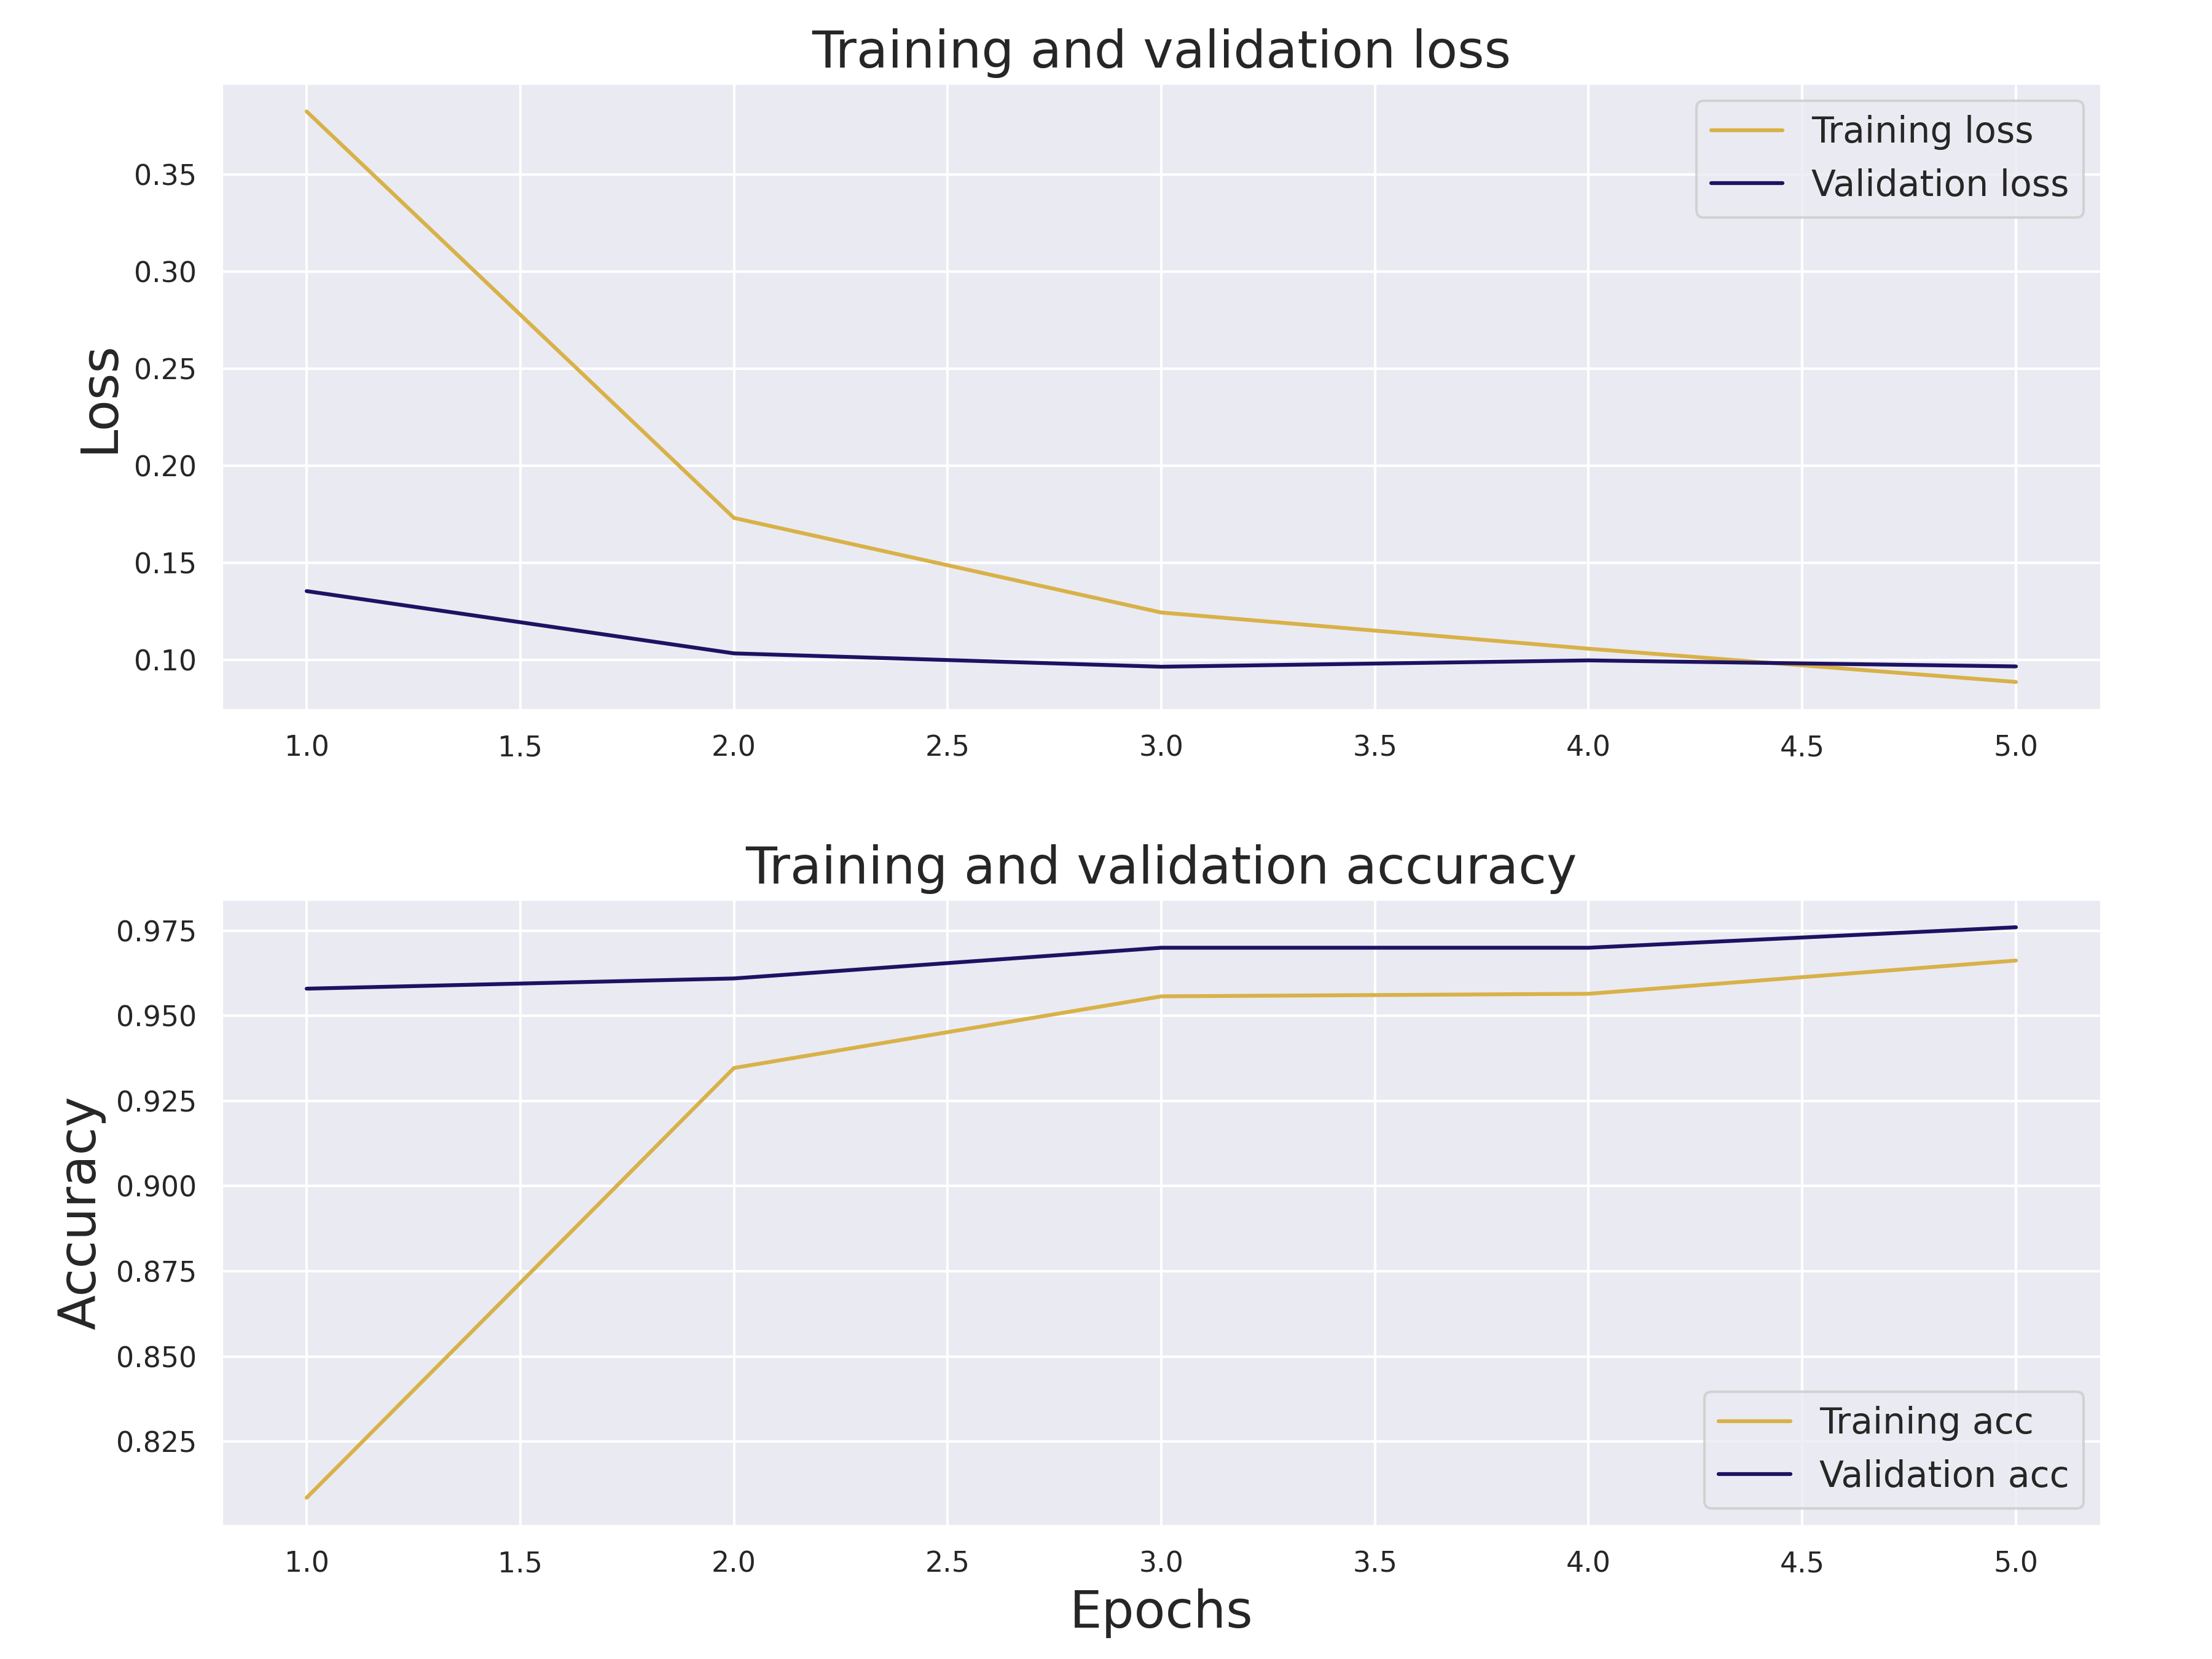 Training and validation loss
Training loss
Validation loss
Loss
0.35
0.30
0.25
0.20
0.15
0.10
1.0 1.5 2.0 2.5 3.0 3.5 4.0 4.5 5.0
Training and validation accuracy
Accuracy
0.975
0.950
0.925
0.900
0.875
0.850
0.825
Training acc
Validation acc
1.0 1.5 2.0 2.5 3.0 3.5 4.0 4.5 5.0
Epochs